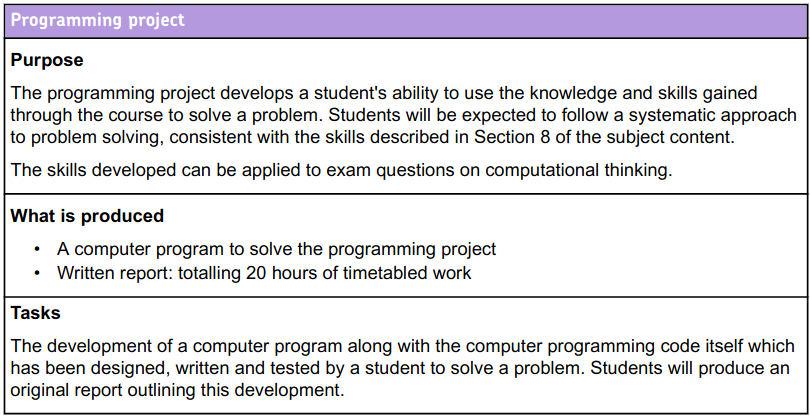 Programming project
Purpose
The programming project develops a student's ability to use the knowledge and skills gained
through the course to solve a problem. Students will be expected to follow a systematic approach
to problem solving, consistent with the skills described in Section 8 of the subject content.
The skills developed can be applied to exam questions on computational thinking.
What is produced
• A computer program to solve the programming project
• Written report: totalling 20 hours of timetabled work
Tasks
The development of a computer program along with the computer programming code itself which
has been designed, written and tested by a student to solve a problem. Students will produce an
original report outlining this development.